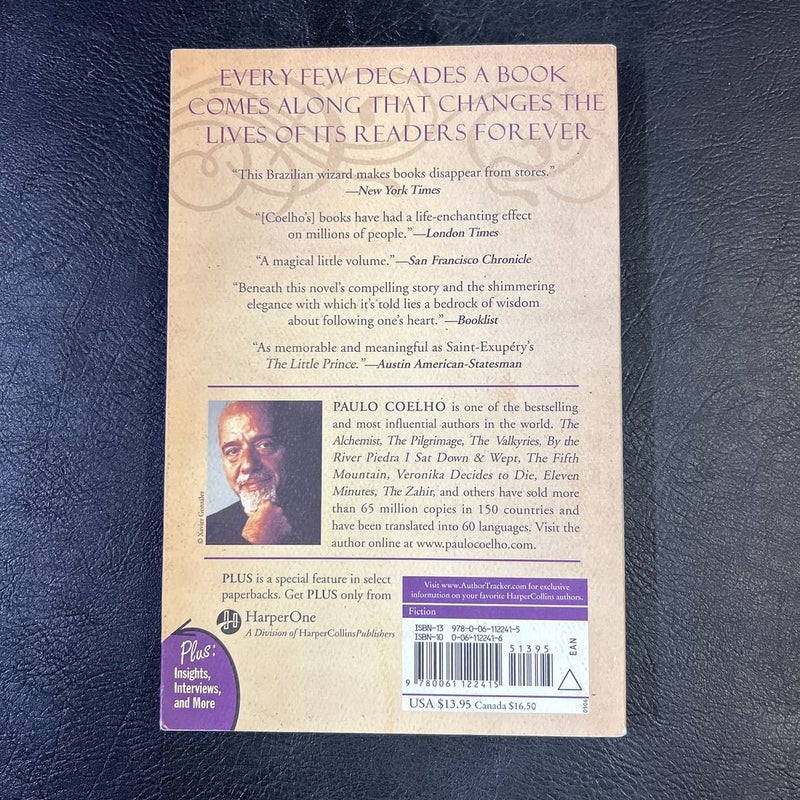 EVERY FEW DECADES A BOOK
COMES ALONG THAT CHANGES THE
LIVES OF ITS READERS FOREVER
“This Brazilian wizard makes books disappear from stores.”
—New York Times
“[Coelho’s] books have had a life-enchanting effect
on millions of people.”—London Times
“A magical little volume.”—San Francisco Chronicle
“Beneath this novel’s compelling story and the shimmering
elegance with which it’s told lies a bedrock of wisdom
about following one’s heart.”—Booklist
“As memorable and meaningful as Saint-Exupéry’s
The Little Prince.”—Austin American-Statesman
PAULO COELHO is one of the bestselling
and most influential authors in the world. The
Alchemist, The Pilgrimage, The Valkyries, By the
River Piedra I Sat Down & Wept, The Fifth
Mountain, Veronika Decides to Die, Eleven
Minutes, The Zahir, and others have sold more
than 65 million copies in 150 countries and
have been translated into 60 languages. Visit the
author online at www.paulocoelho.com.
© Xavier González
PLUS is a special feature in select
paperbacks. Get PLUS only from
HarperOne
A Division of HarperCollinsPublishers
Plus:
Insights,
Interviews,
and More
Visit www.AuthorTracker.com for exclusive
information on your favorite HarperCollins authors.
Fiction
ISBN-13 978-0-06-112241-5
ISBN-10 0-06-112241-6
51395
EAN
9 780061 122415
USA $13.95 Canada $16.50
0506